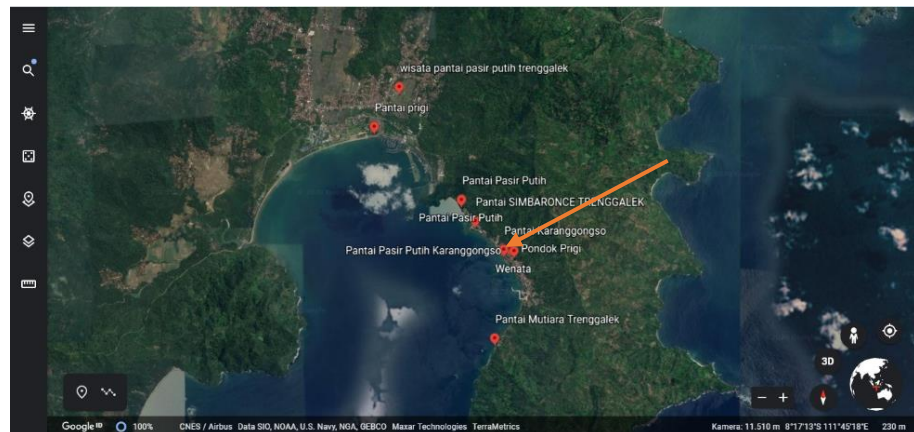 wisata pantai pasir putih trenggalek
Pantai prigi
Pantai Pasir Putih
Pantai SIMBARONCE TRENGGALEK
Pantai Pasir Putih
Pantai Karanggongso
Pantai Pasir Putih Karanggongso
Pondok Prigi
Wenata
Pantai Mutiara Trenggalek
3D
Google 100% CNES / Airbus Data SIO, NOAA, U.S. Navy, NGA, GEBCO Maxar Technologies TerraMetrics Kamera: 11.510 m 8°17'13"S 111°45'18"E 230 m